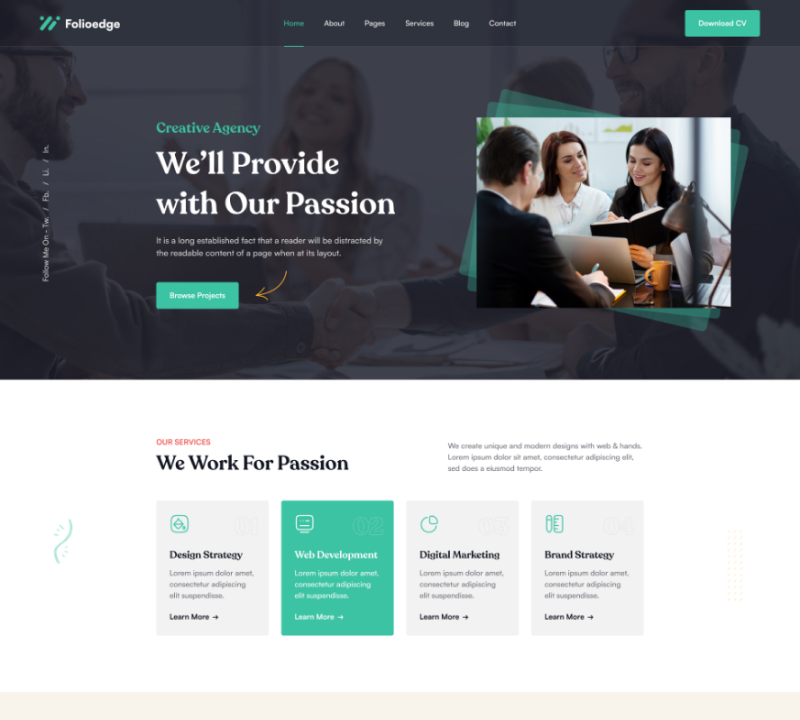 Folioedge
Home About Pages Services Blog Contact
Download CV
Follow Me On - Tw. / Fb. / Li. / In.
Creative Agency
We'll Provide
with Our Passion
It is a long established fact that a reader will be distracted by
the readable content of a page when at its layout.
Browse Projects
OUR SERVICES
We Work For Passion
We create unique and modern designs with web & hands.
Lorem ipsum dolor sit amet, consectetur adipiscing elit,
sed does a eiusmod tempor.
01
Design Strategy
Lorem ipsum dolor amet,
consectetur adipiscing
elit suspendisse.
Learn More →
02
Web Development
Lorem ipsum dolor amet,
consectetur adipiscing
elit suspendisse.
Learn More →
03
Digital Marketing
Lorem ipsum dolor amet,
consectetur adipiscing
elit suspendisse.
Learn More →
04
Brand Strategy
Lorem ipsum dolor amet,
consectetur adipiscing
elit suspendisse.
Learn More →